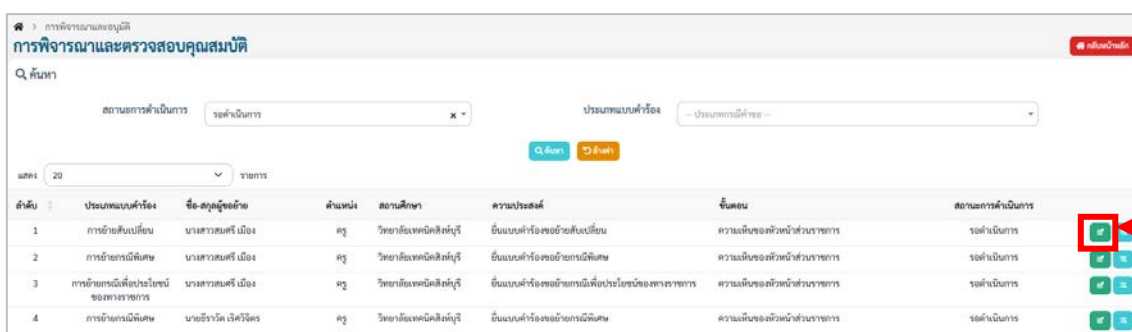 การพิจารณาและอนุมัติ
การพิจารณาและตรวจสอบคุณสมบัติ
กลับหน้าหลัก
ค้นหา
สถานะการดำเนินการ รอดำเนินการ x ประเภทแบบคำร้อง -- ประเภทกรณีคำขอ --
ค้นหา ล้างค่า
แสดง 20 รายการ
ลำดับ ประเภทแบบคำร้อง ชื่อ-สกุลผู้ขอย้าย ตำแหน่ง สถานศึกษา ความประสงค์ ขั้นตอน สถานะการดำเนินการ
1 การย้ายสับเปลี่ยน นางสาวสมศรี เมือง ครู วิทยาลัยเทคนิคสิงห์บุรี ยื่นแบบคำร้องขอย้ายสับเปลี่ยน ความเห็นของหัวหน้าส่วนราชการ รอดำเนินการ
2 การย้ายกรณีพิเศษ นางสาวสมศรี เมือง ครู วิทยาลัยเทคนิคสิงห์บุรี ยื่นแบบคำร้องขอย้ายกรณีพิเศษ ความเห็นของหัวหน้าส่วนราชการ รอดำเนินการ
3 การย้ายกรณีเพื่อประโยชน์ นางสาวสมศรี เมือง ครู วิทยาลัยเทคนิคสิงห์บุรี ยื่นแบบคำร้องขอย้ายกรณีเพื่อประโยชน์ของทางราชการ ความเห็นของหัวหน้าส่วนราชการ รอดำเนินการ
ของทางราชการ
4 การย้ายกรณีพิเศษ ครู วิทยาลัยเทคนิคสิงห์บุรี ยื่นแบบคำร้องขอย้ายกรณีพิเศษ ความเห็นของหัวหน้าส่วนราชการ รอดำเนินการ